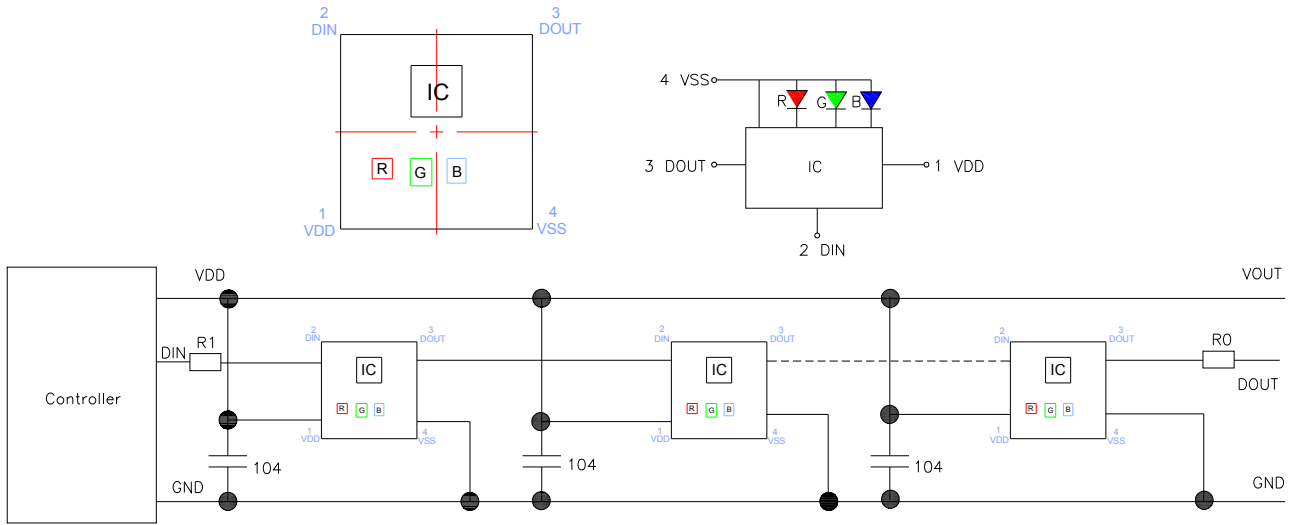 2
DIN
3
DOUT
IC
R
G
B
1
VDD
4
VSS
4 VSS
R
G
B
3 DOUT
IC
1 VDD
2 DIN
Controller
VDD
VOUT
DIN
R1
2
DIN
3
DOUT
IC
R
G
B
1
VDD
4
VSS
2
DIN
3
DOUT
IC
R
G
B
1
VDD
4
VSS
2
DIN
3
DOUT
IC
R
G
B
1
VDD
4
VSS
R0
DOUT
104
104
104
GND
GND